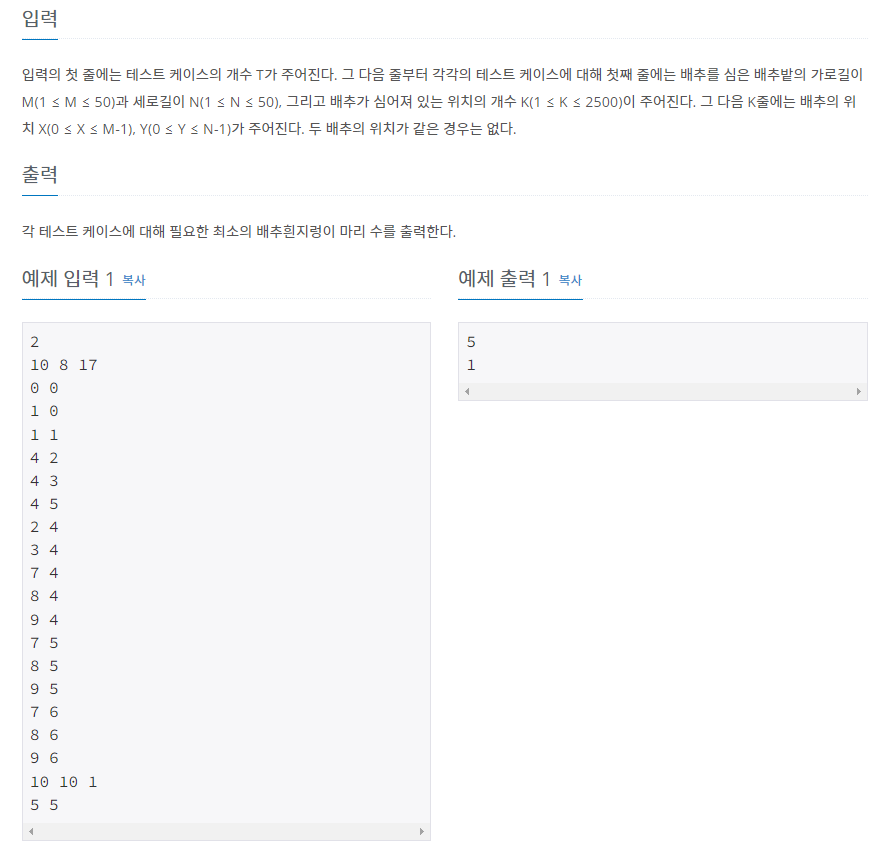 입력
입력의 첫 줄에는 테스트 케이스의 개수 T가 주어진다. 그 다음 줄부터 각각의 테스트 케이스에 대해 첫째 줄에는 배추를 심은 배추밭의 가로길이
M(1 ≤ M ≤ 50)과 세로길이 N(1 ≤ N ≤ 50), 그리고 배추가 심어져 있는 위치의 개수 K(1 ≤ K ≤ 2500)이 주어진다. 그 다음 K줄에는 배추의 위
치 X(0 ≤ X ≤ M-1), Y(0 ≤ Y ≤ N-1)가 주어진다. 두 배추의 위치가 같은 경우는 없다.
출력
각 테스트 케이스에 대해 필요한 최소의 배추흰지렁이 마리 수를 출력한다.
예제 입력 1 복사
2
10 8 17
0 0
1 0
1 1
4 2
4 3
4 5
2 4
3 4
7 4
8 4
9 4
7 5
8 5
9 5
7 6
8 6
9 6
10 10 1
5 5
예제 출력 1 복사
5
1